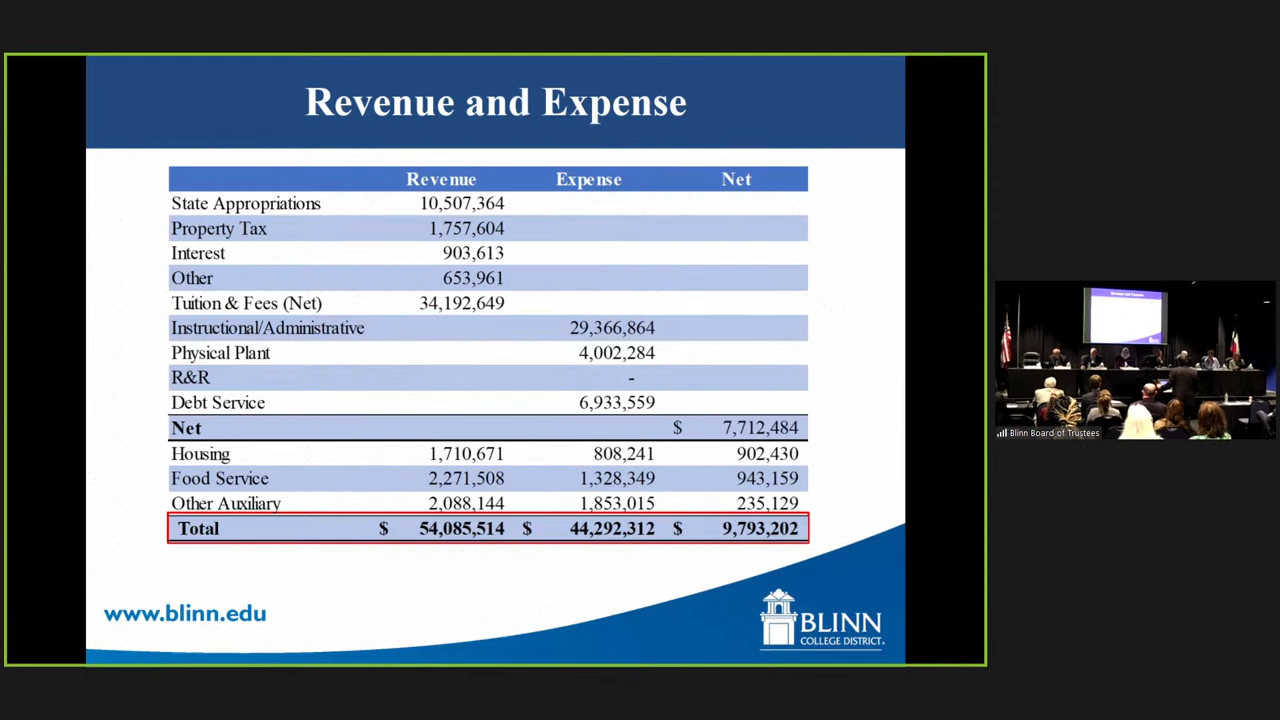 Revenue and Expense
Revenue Expense Net
State Appropriations 10,507,364
Property Tax 1,757,604
Interest 903,613
Other 653,961
Tuition & Fees (Net) 34,192,649
Instructional/Administrative 29,366,864
Physical Plant 4,002,284
R&R -
Debt Service 6,933,559
Net $ 7,712,484
Housing 1,710,671 808,241 902,430
Food Service 2,271,508 1,328,349 943,159
Other Auxiliary 2,088,144 1,853,015 235,129
Total $ 54,085,514 $ 44,292,312 $ 9,793,202
www.blinn.edu
BLINN
COLLEGE DISTRICT.
Revenue and Expense
Blinn Board of Trustees